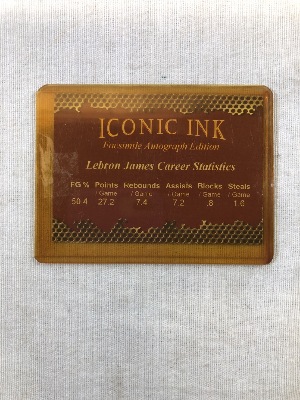 ICONIC INK
Facsimile Autograph Edition
Lebron James Career Statistics
FG % Points Rebounds Assists Blocks Steals
/ Game / Game / Game / Game / Game
50.4 27.2 7.4 7.2 .8 1.6